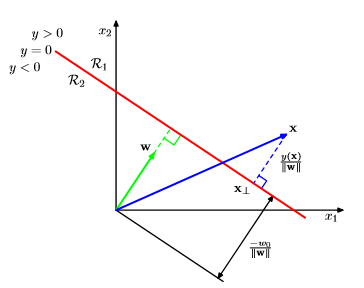 y > 0
x₂
y = 0
R₁
y < 0
R₂
x
w
y(x)
‖w‖
x⊥
x₁
−w₀
‖w‖